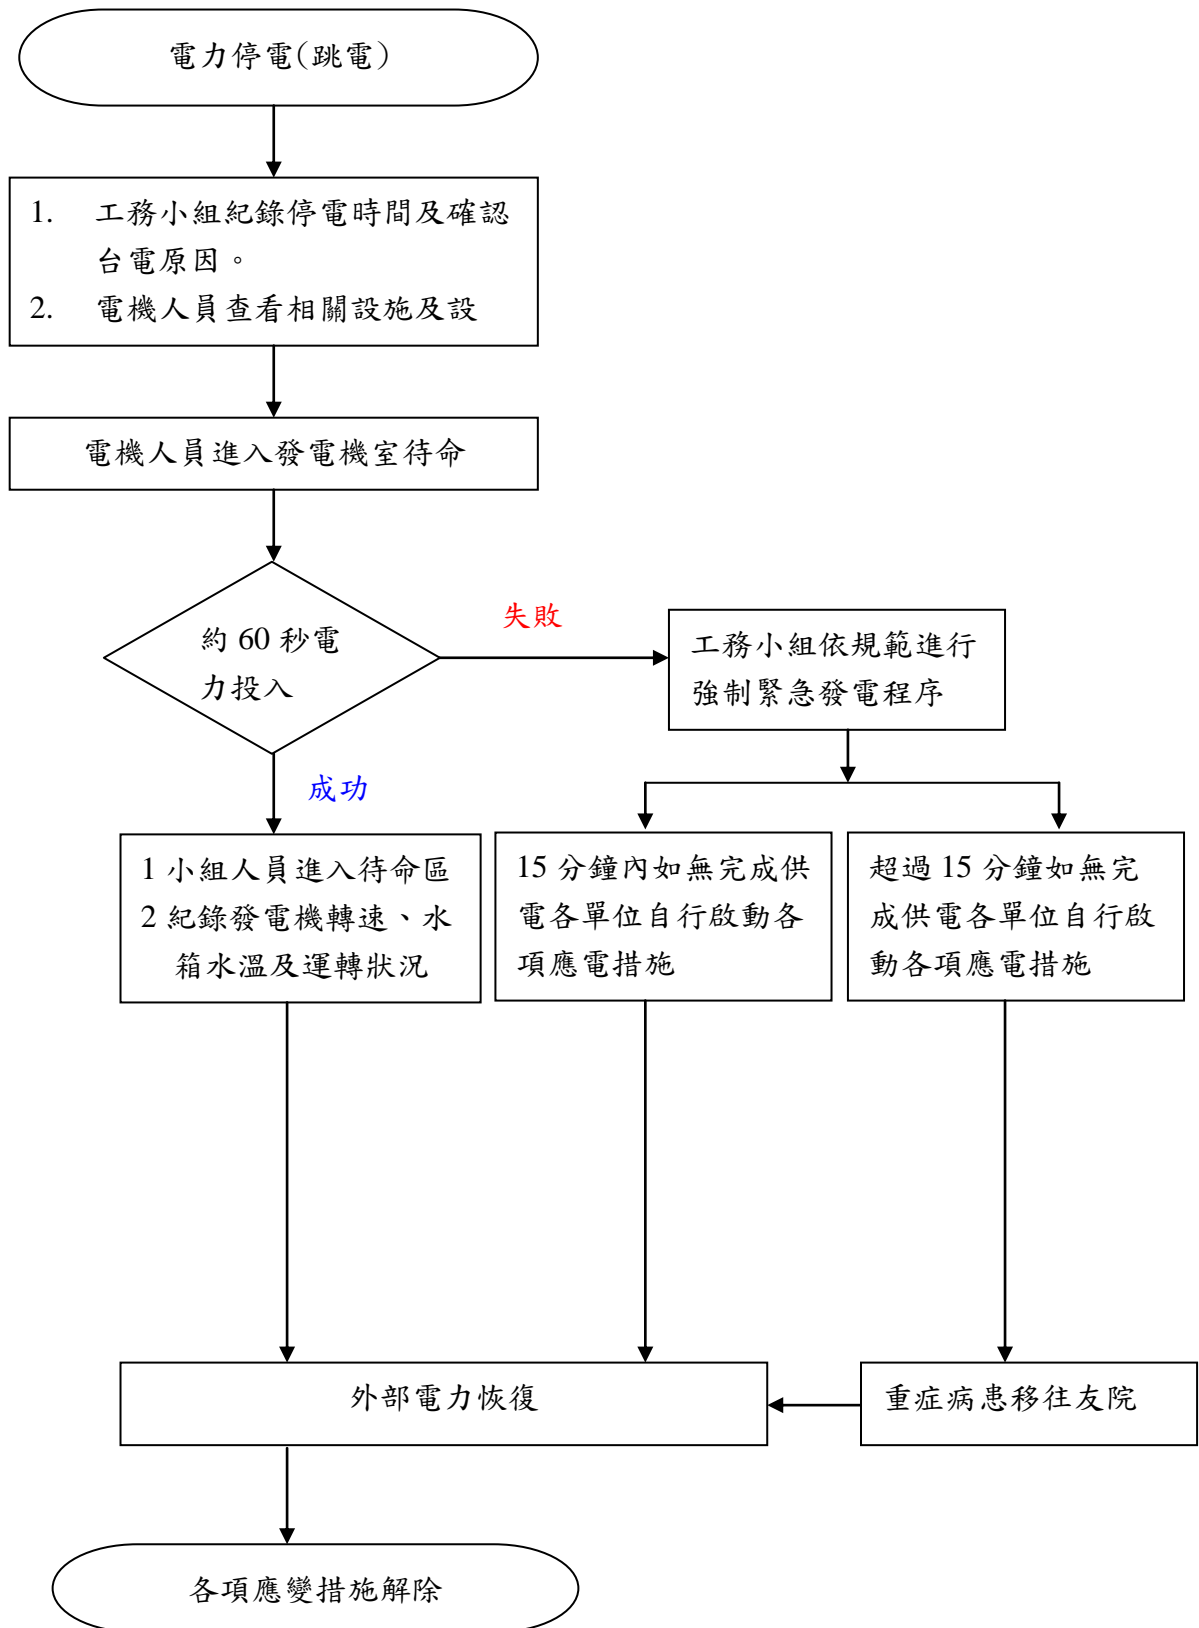 電力停電(跳電)
1. 工務小組紀錄停電時間及確認
台電原因。
2. 電機人員查看相關設施及設
電機人員進入發電機室待命
約 60 秒電
力投入
失敗
工務小組依規範進行
強制緊急發電程序
成功
1 小組人員進入待命區
2 紀錄發電機轉速、水
箱水溫及運轉狀況
15 分鐘內如無完成供
電各單位自行啟動各
項應電措施
超過 15 分鐘如無完
成供電各單位自行啟
動各項應電措施
外部電力恢復
重症病患移往友院
各項應變措施解除